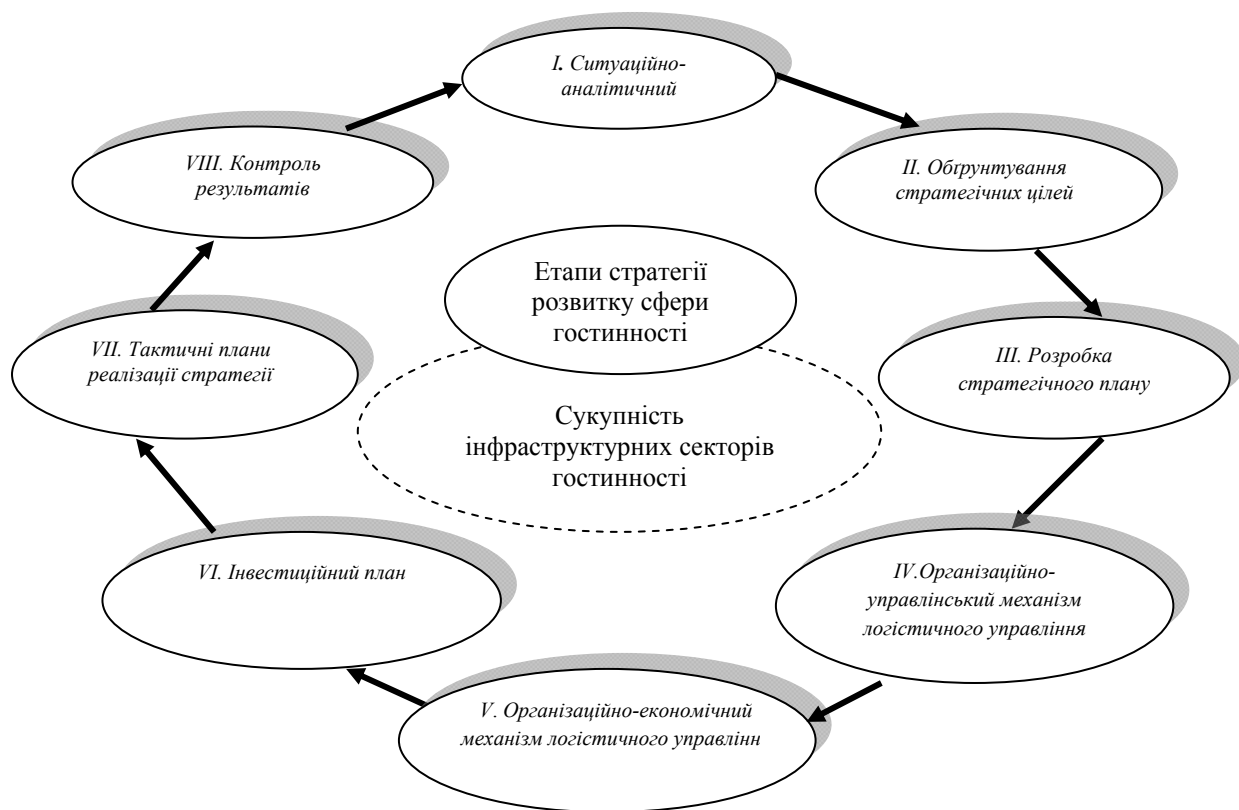 I. Ситуаційно-
аналітичний
VIII. Контроль
результатів
II. Обґрунтування
стратегічних цілей
Етапи стратегії
розвитку сфери
гостинності
VII. Тактичні плани
реалізації стратегії
III. Розробка
стратегічного плану
Сукупність
інфраструктурних секторів
гостинності
VI. Інвестиційний план
IV.Організаційно-
управлінський механізм
логістичного управління
V. Організаційно-економічний
механізм логістичного управлінн